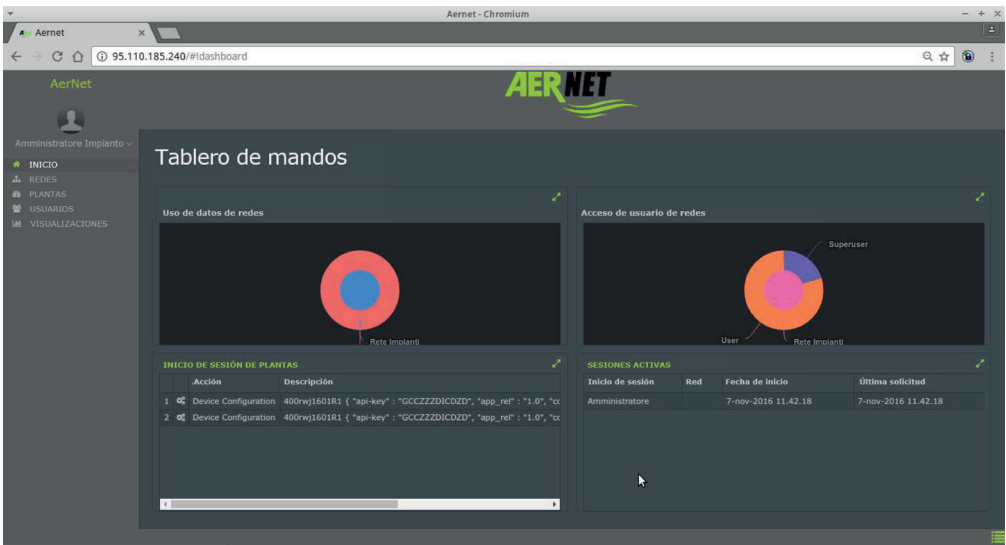 Aernet - Chromium
Aernet
95.110.185.240/#!dashboard
AerNet
AERNET
Amministratore Impianto
INICIO
REDES
PLANTAS
USUARIOS
VISUALIZACIONES
Tablero de mandos
Uso de datos de redes
Rete Impianti
Acceso de usuario de redes
Superuser
User
Rete Impianti
INICIO DE SESIÓN DE PLANTAS
Acción Descripción
1 Device Configuration 400rwj1601R1 { "api-key" : "GCCZZZDICDZD", "app_rel" : "1.0", "cc
2 Device Configuration 400rwj1601R1 { "api-key" : "GCCZZZDICDZD", "app_rel" : "1.0", "cc
SESIONES ACTIVAS
Inicio de sesión Red Fecha de inicio Última solicitud
Amministratore 7-nov-2016 11.42.18 7-nov-2016 11.42.18